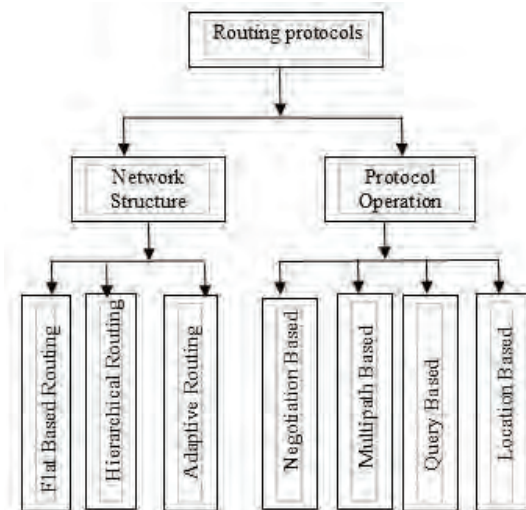 Routing protocols
Network
Structure
Protocol
Operation
Flat Based Routing
Hierarchical Routing
Adaptive Routing
Negotiation Based
Multipath Based
Query Based
Location Based